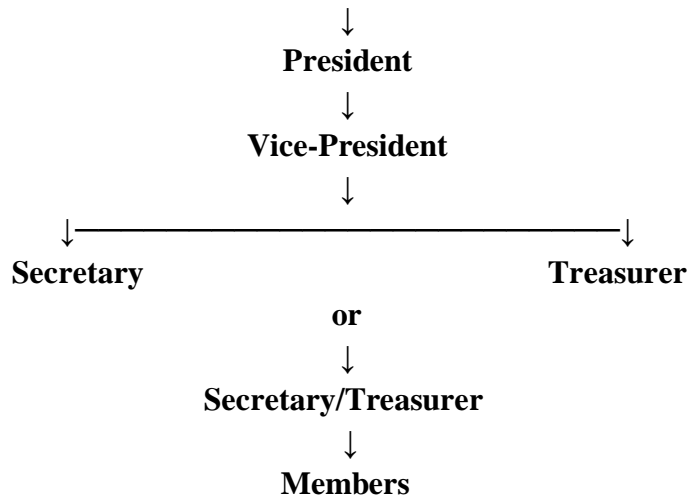 ↓
President
↓
Vice-President
↓
↓ ↓
Secretary Treasurer
or
↓
Secretary/Treasurer
↓
Members